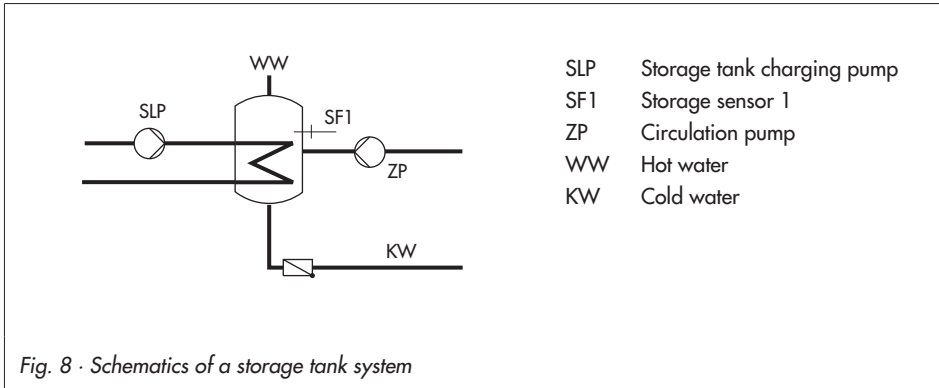 WW
SLP
SF1
ZP
KW
SLP Storage tank charging pump
SF1 Storage sensor 1
ZP Circulation pump
WW Hot water
KW Cold water
Fig. 8 · Schematics of a storage tank system